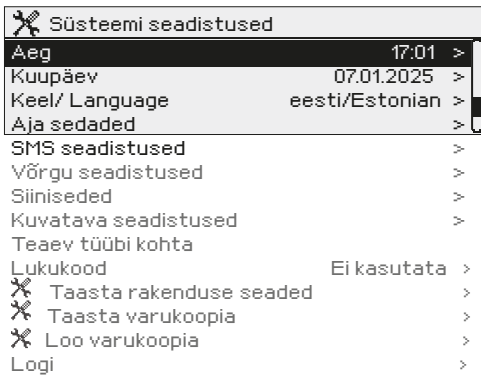 Süsteemi seadistused
Aeg 17:01 >
Kuupäev 07.01.2025 >
Keel/ Language eesti/Estonian >
Aja sedaded >
SMS seadistused >
Võrgu seadistused >
Siiniseded >
Kuvatava seadistused >
Teaev tüübi kohta
Lukukood Ei kasutata >
Taasta rakenduse seaded >
Taasta varukoopia >
Loo varukoopia >
Logi >